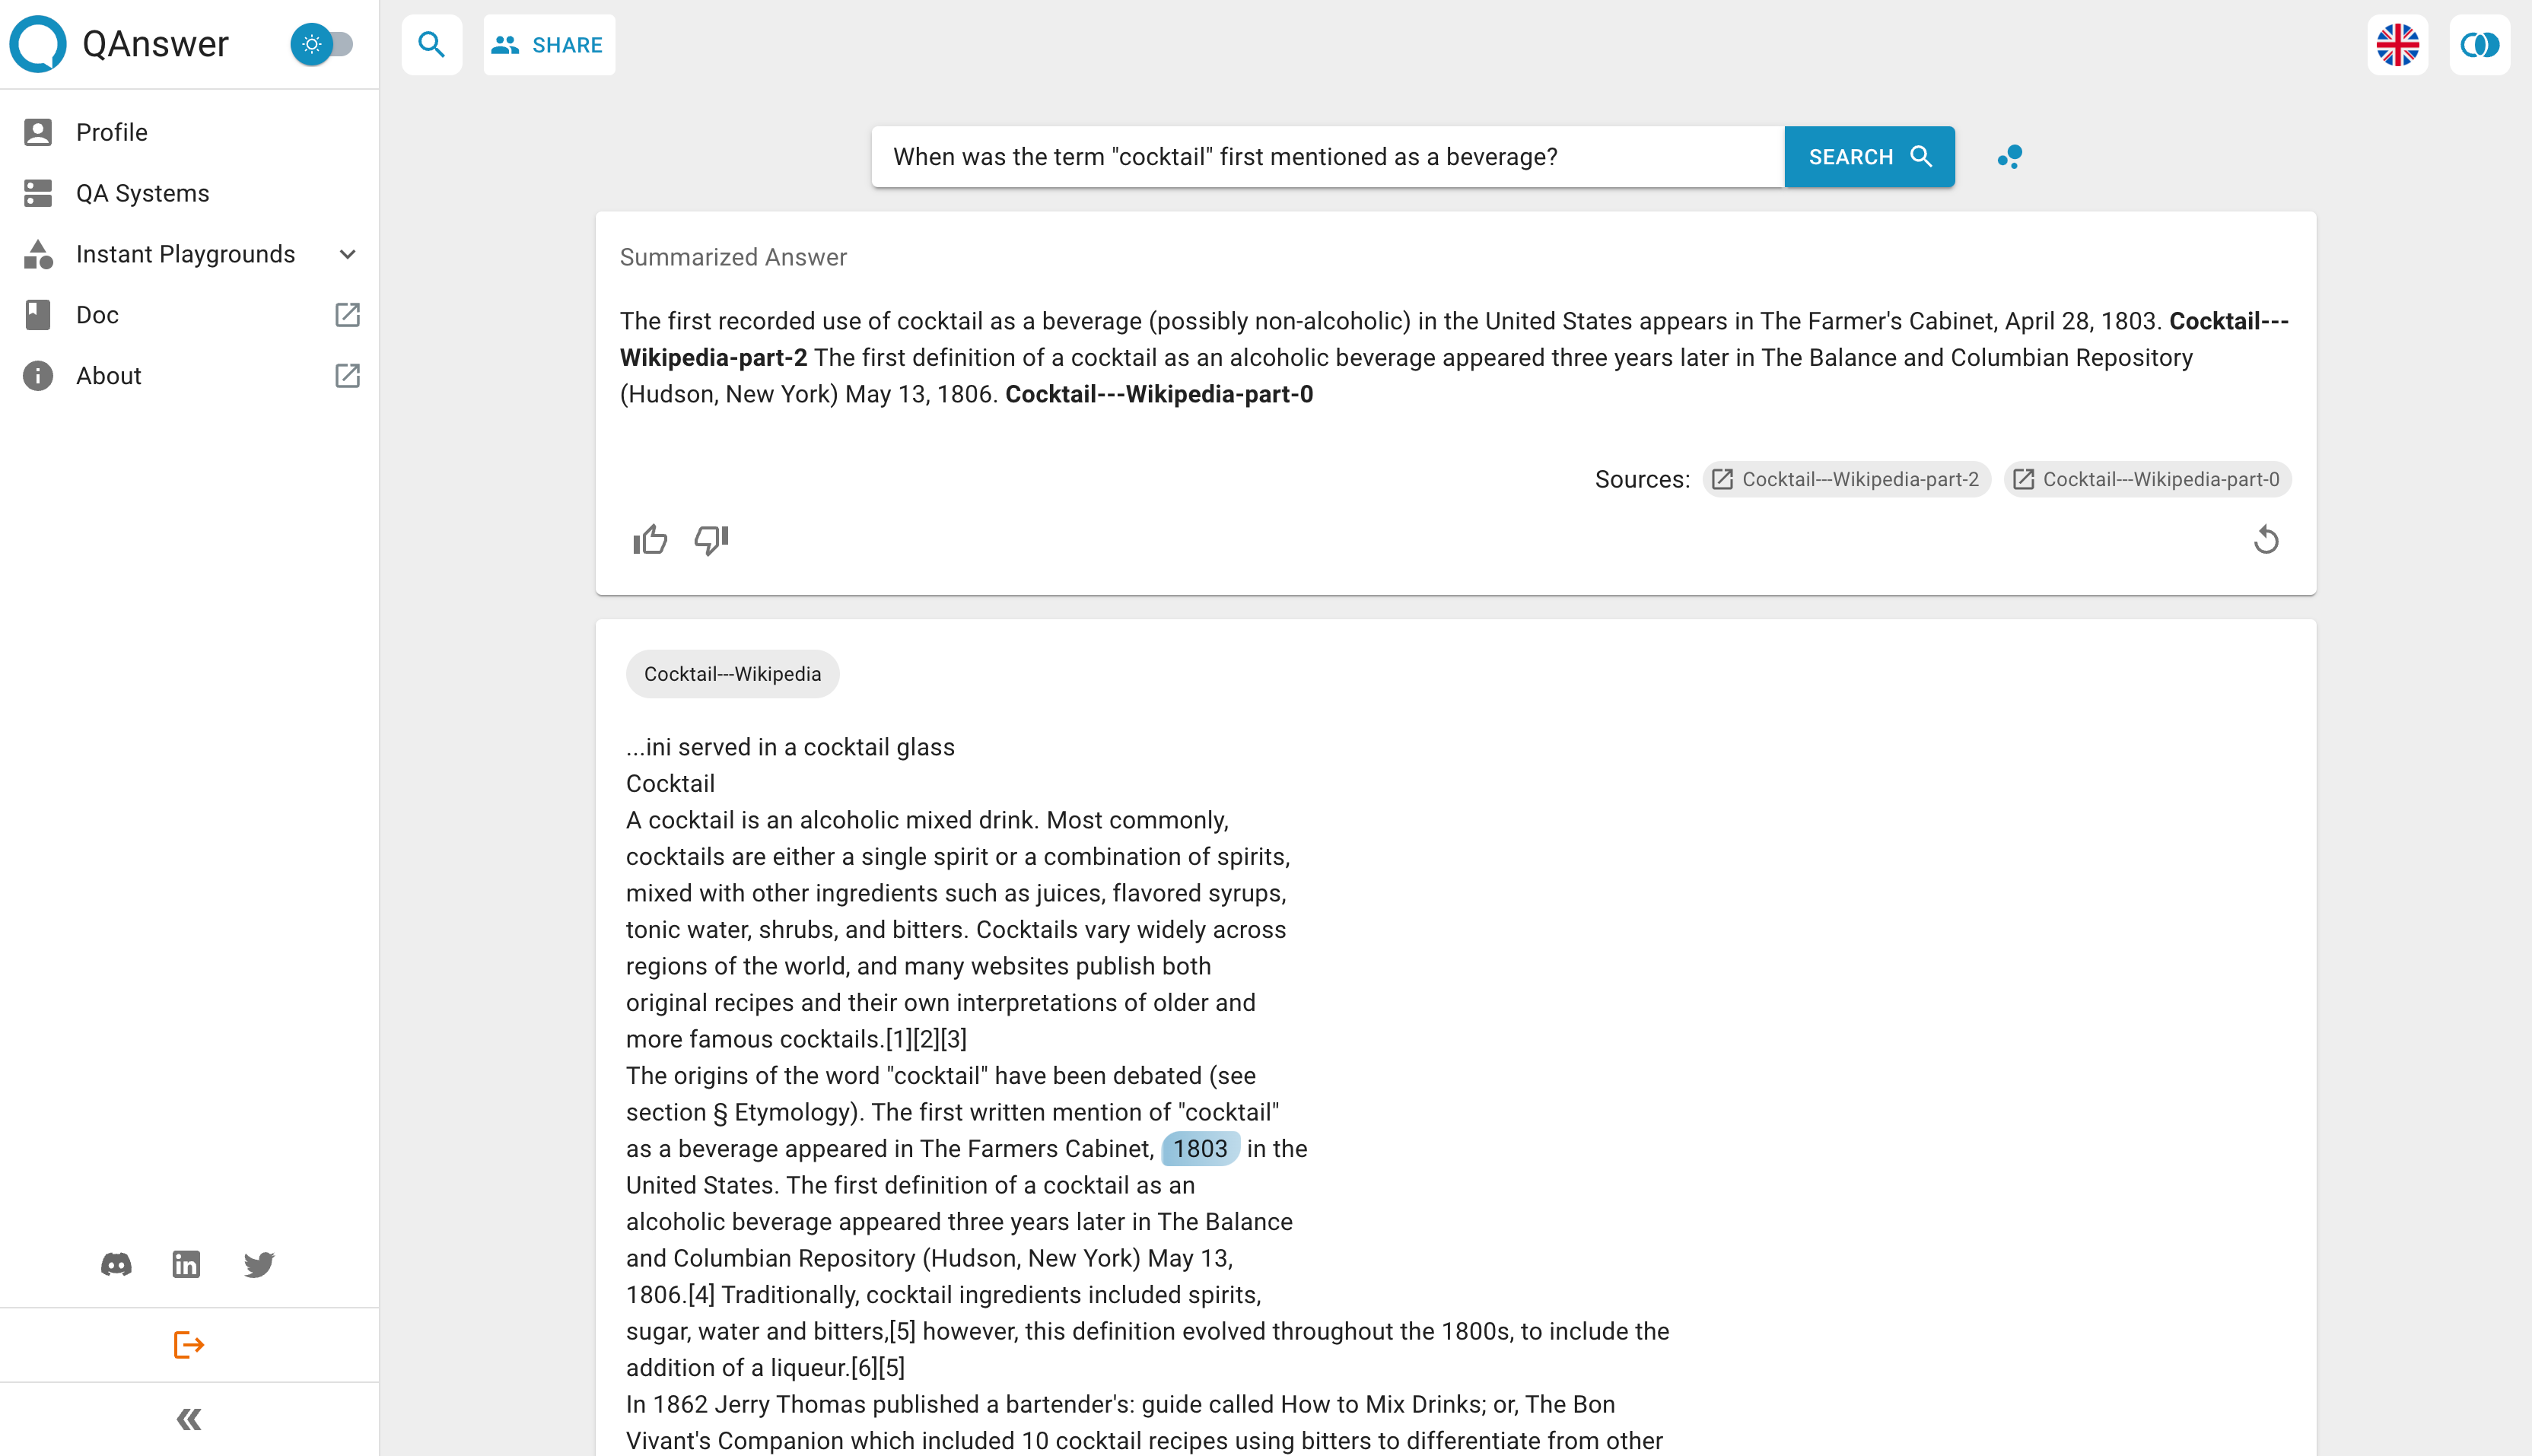 QAnswer
SHARE
Profile
QA Systems
Instant Playgrounds
Doc
About
When was the term "cocktail" first mentioned as a beverage?
SEARCH
Summarized Answer
The first recorded use of cocktail as a beverage (possibly non-alcoholic) in the United States appears in The Farmer's Cabinet, April 28, 1803. Cocktail---
Wikipedia-part-2 The first definition of a cocktail as an alcoholic beverage appeared three years later in The Balance and Columbian Repository
(Hudson, New York) May 13, 1806. Cocktail---Wikipedia-part-0
Sources: Cocktail---Wikipedia-part-2 Cocktail---Wikipedia-part-0
Cocktail---Wikipedia
...ini served in a cocktail glass
Cocktail
A cocktail is an alcoholic mixed drink. Most commonly,
cocktails are either a single spirit or a combination of spirits,
mixed with other ingredients such as juices, flavored syrups,
tonic water, shrubs, and bitters. Cocktails vary widely across
regions of the world, and many websites publish both
original recipes and their own interpretations of older and
more famous cocktails.[1][2][3]
The origins of the word "cocktail" have been debated (see
section § Etymology). The first written mention of "cocktail"
as a beverage appeared in The Farmers Cabinet, 1803 in the
United States. The first definition of a cocktail as an
alcoholic beverage appeared three years later in The Balance
and Columbian Repository (Hudson, New York) May 13,
1806.[4] Traditionally, cocktail ingredients included spirits,
sugar, water and bitters,[5] however, this definition evolved throughout the 1800s, to include the
addition of a liqueur.[6][5]
In 1862 Jerry Thomas published a bartender's: guide called How to Mix Drinks; or, The Bon
Vivant's Companion which included 10 cocktail recipes using bitters to differentiate from other